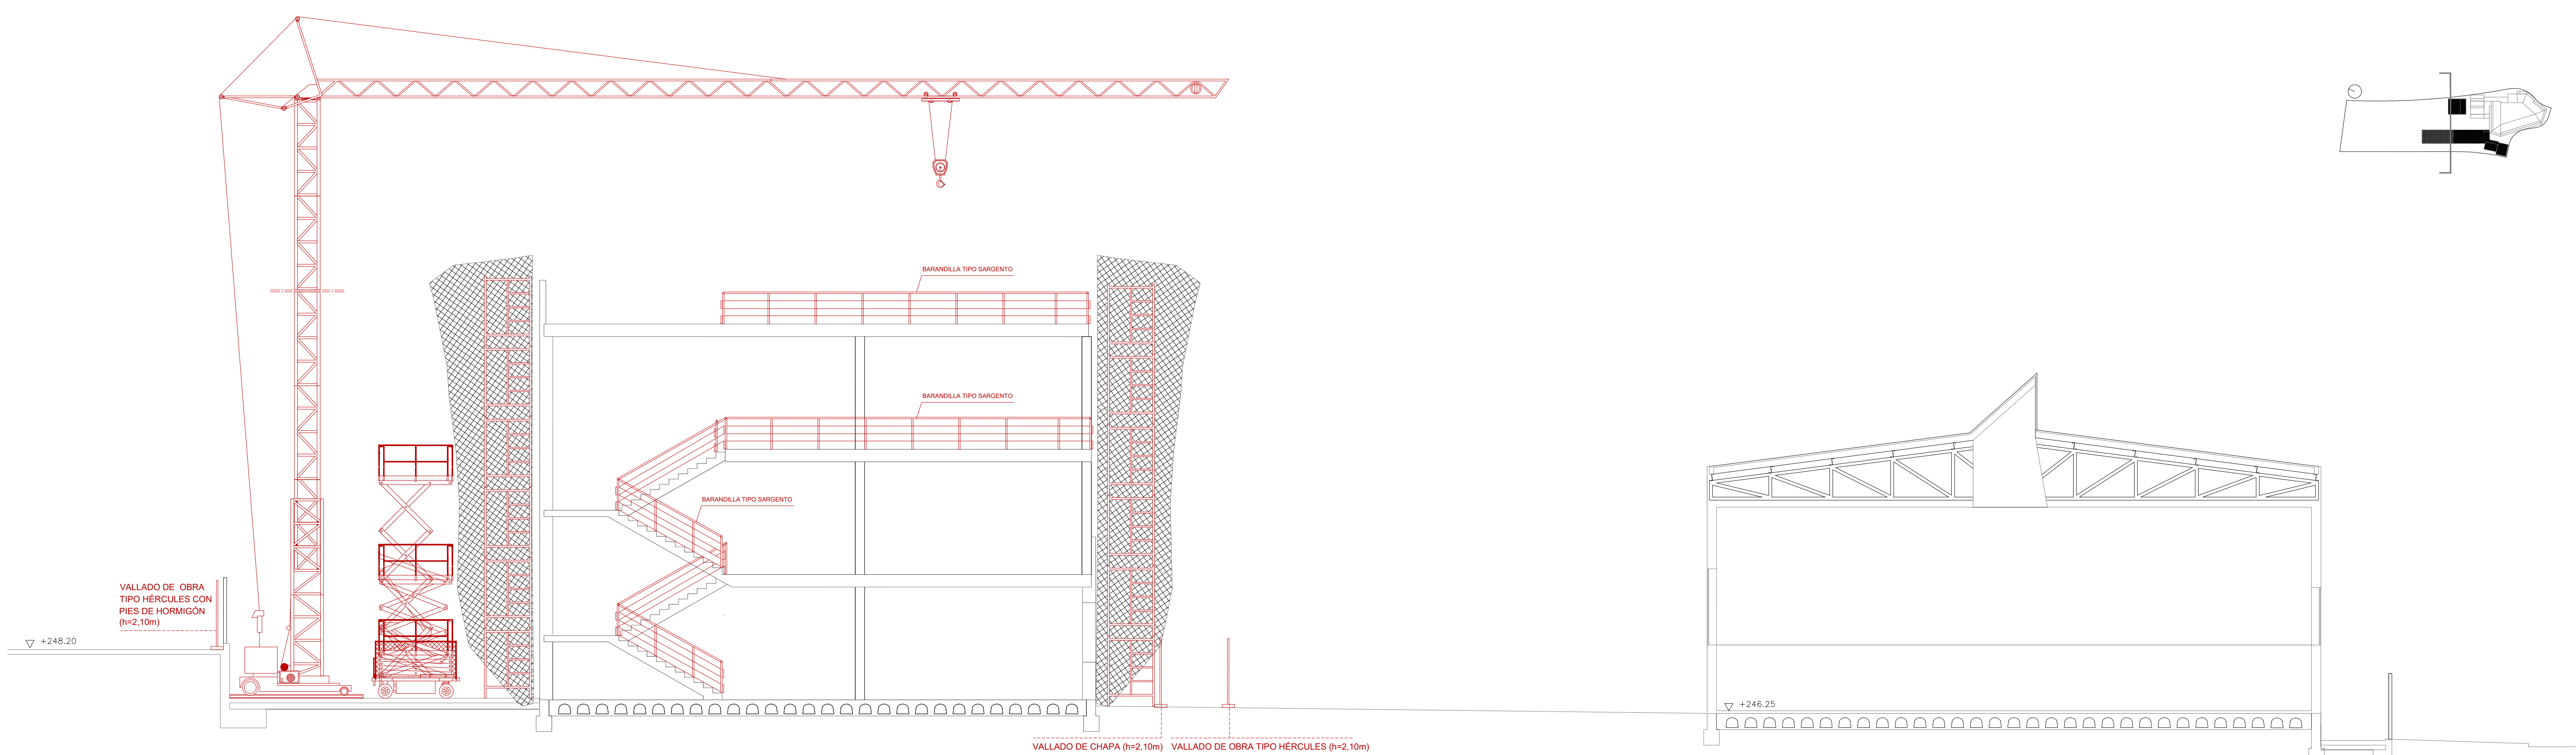 BARANDILLA TIPO SARGENTO
BARANDILLA TIPO SARGENTO
BARANDILLA TIPO SARGENTO
VALLADO DE OBRA
TIPO HÉRCULES CON
PIES DE HORMIGÓN
(h=2,10m)
+248.20
+246.25
VALLADO DE CHAPA (h=2,10m)
VALLADO DE OBRA TIPO HÉRCULES (h=2,10m)